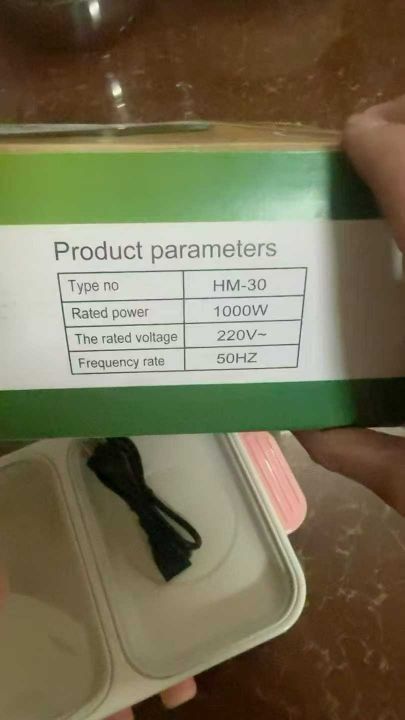 Product parameters
Type no HM-30
Rated power 1000W
The rated voltage 220V~
Frequency rate 50HZ